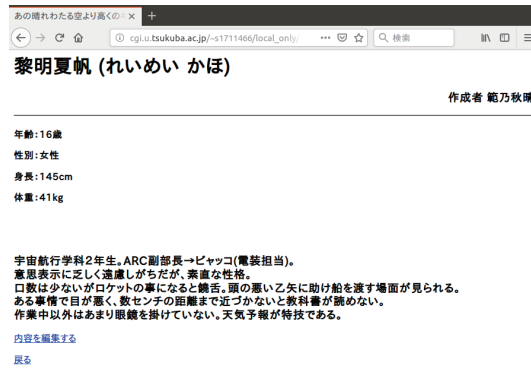 あの晴れわたる空より高くの
cgi.u.tsukuba.ac.jp/~s1711466/local_only/
検索
黎明夏帆 (れいめい かほ)
作成者 範乃秋晴
年齢:16歳
性別:女性
身長:145cm
体重:41kg
宇宙航行学科2年生。ARC副部長→ピャッコ(電装担当)。
意思表示に乏しく遠慮しがちだが、素直な性格。
口数は少ないがロケットの事になると饒舌。頭の悪い乙矢に助け船を渡す場面が見られる。
ある事情で目が悪く、数センチの距離まで近づかないと教科書が読めない。
作業中以外はあまり眼鏡を掛けていない。天気予報が特技である。
内容を編集する
戻る